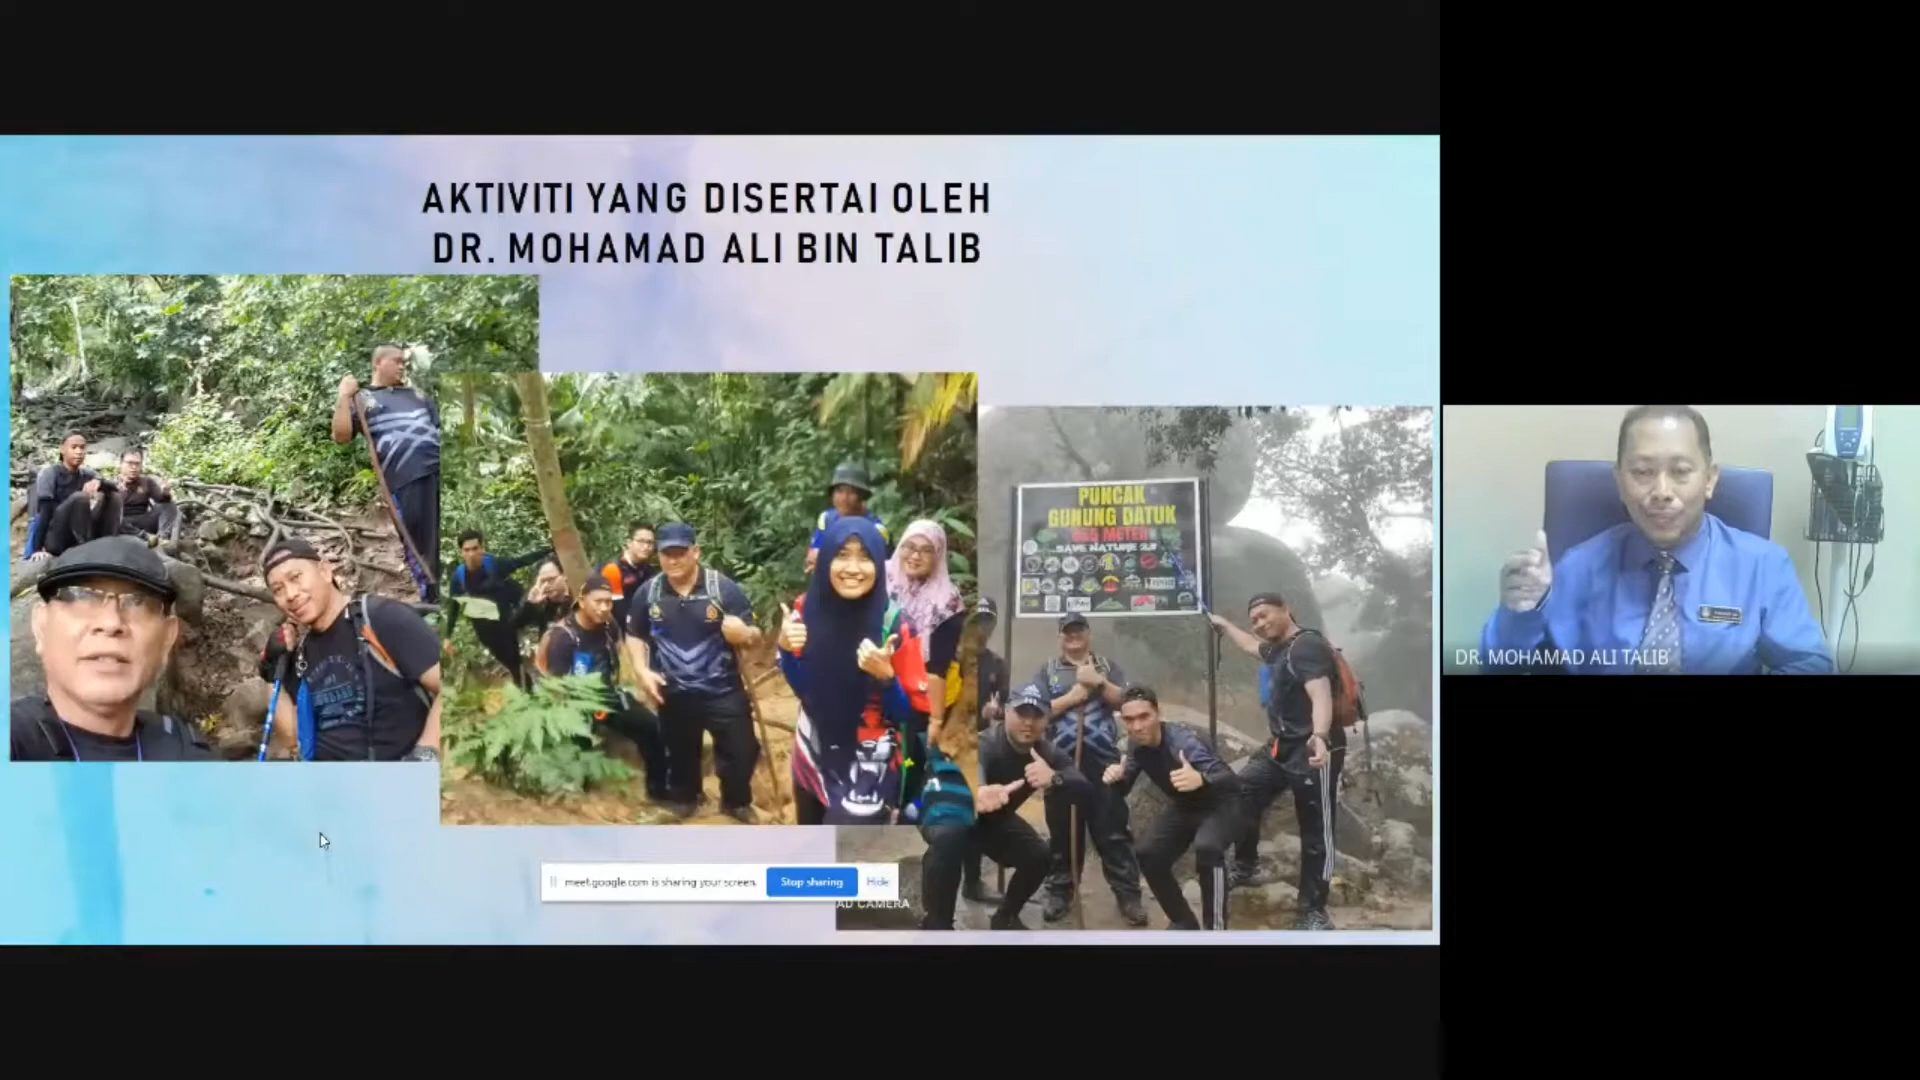 AKTIVITI YANG DISERTAI OLEH
DR. MOHAMAD ALI BIN TALIB
PUNCAK
GUNUNG DATUK
METER
SAVE NATURE
DR. MOHAMAD ALI TALIB
meet.google.com is sharing your screen.
Stop sharing
Hide
AD CAMERA